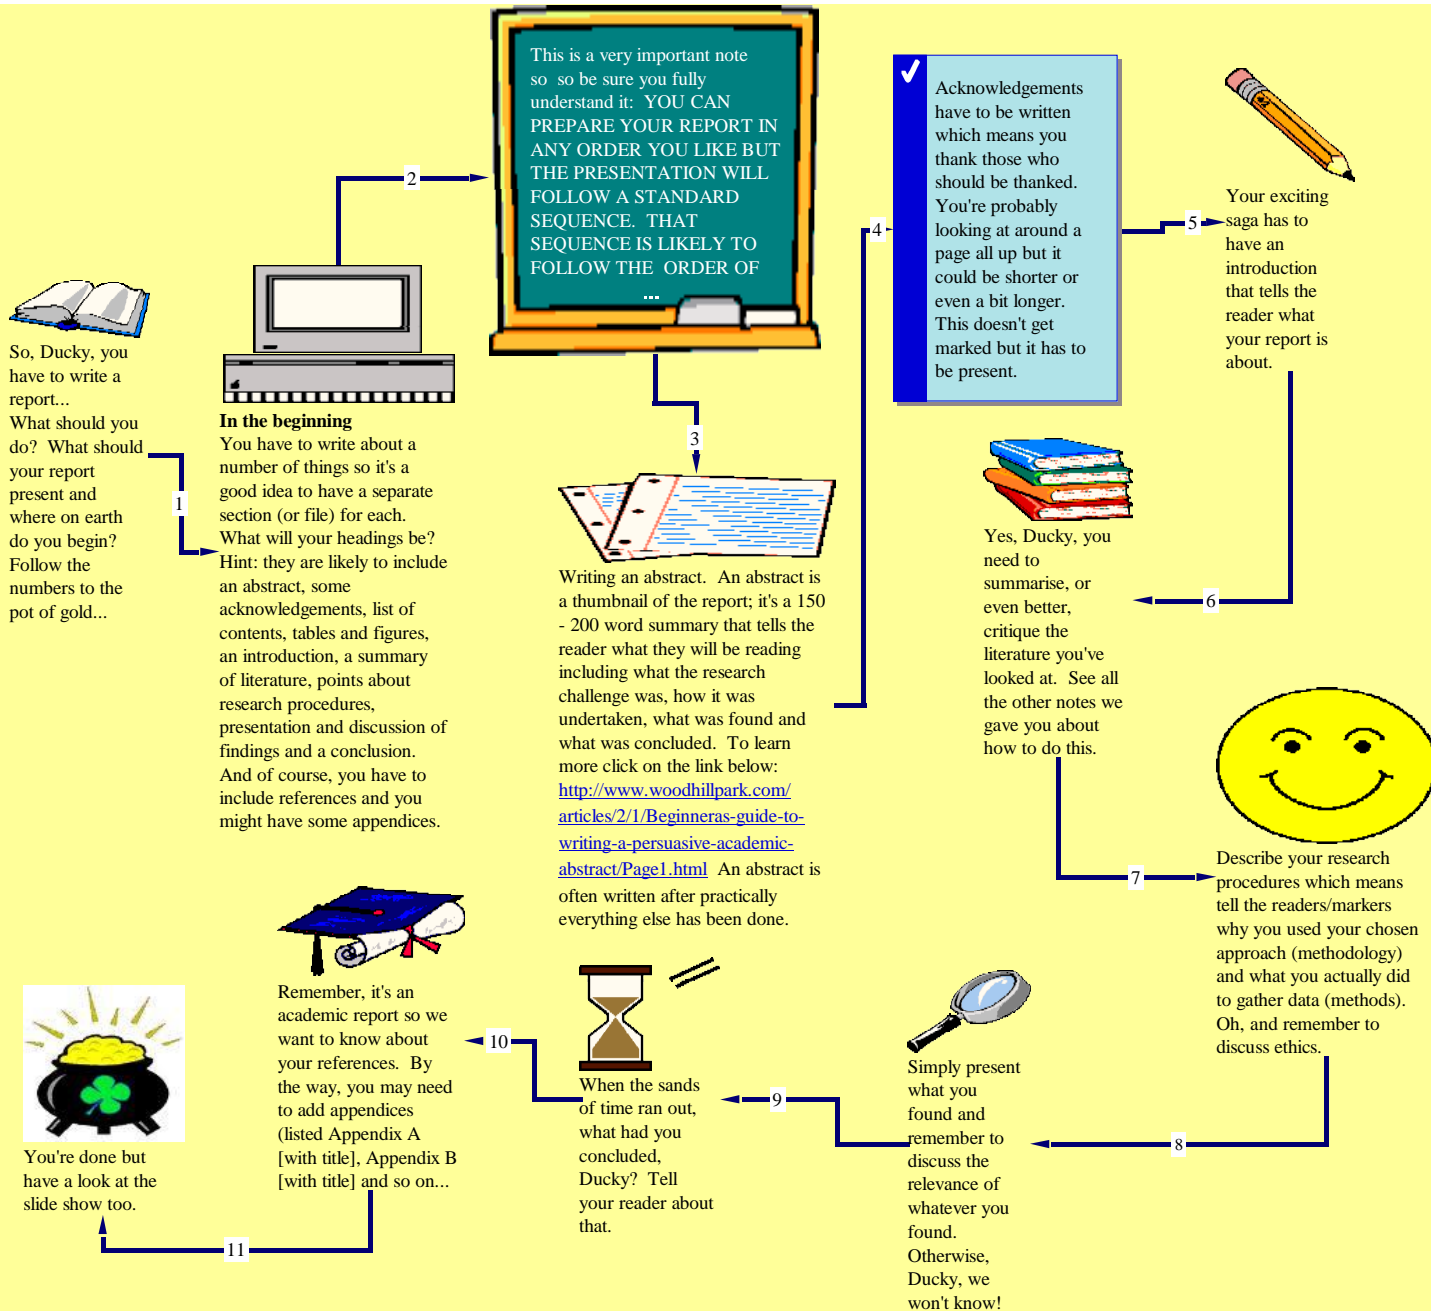 So, Ducky, you
have to write a
report...
What should you
do?  What should
your report
present and
where on earth
do you begin?
Follow the
numbers to the
pot of gold...
1
In the beginning
You have to write about a
number of things so it's a
good idea to have a separate
section (or file) for each.
What will your headings be?
Hint: they are likely to include
an abstract, some
acknowledgements, list of
contents, tables and figures,
an introduction, a summary
of literature, points about
research procedures,
presentation and discussion of
findings and a conclusion.
And of course, you have to
include references and you
might have some appendices.
2
This is a very important note
so  so be sure you fully
understand it:  YOU CAN
PREPARE YOUR REPORT IN
ANY ORDER YOU LIKE BUT
THE PRESENTATION WILL
FOLLOW A STANDARD
SEQUENCE.  THAT
SEQUENCE IS LIKELY TO
FOLLOW THE  ORDER OF
...
3
Writing an abstract.  An abstract is
a thumbnail of the report; it's a 150
- 200 word summary that tells the
reader what they will be reading
including what the research
challenge was, how it was
undertaken, what was found and
what was concluded.  To learn
more click on the link below:
http://www.woodhillpark.com/
articles/2/1/Beginneras-guide-to-
writing-a-persuasive-academic-
abstract/Page1.html  An abstract is
often written after practically
everything else has been done.
4
Acknowledgements
have to be written
which means you
thank those who
should be thanked.
You're probably
looking at around a
page all up but it
could be shorter or
even a bit longer.
This doesn't get
marked but it has to
be present.
5
Your exciting
saga has to
have an
introduction
that tells the
reader what
your report is
about.
6
Yes, Ducky, you
need to
summarise, or
even better,
critique the
literature you've
looked at.  See all
the other notes we
gave you about
how to do this.
7
Describe your research
procedures which means
tell the readers/markers
why you used your chosen
approach (methodology)
and what you actually did
to gather data (methods).
Oh, and remember to
discuss ethics.
8
Simply present
what you
found and
remember to
discuss the
relevance of
whatever you
found.
Otherwise,
Ducky, we
won't know!
9
When the sands
of time ran out,
what had you
concluded,
Ducky?  Tell
your reader about
that.
10
Remember, it's an
academic report so we
want to know about
your references.  By
the way, you may need
to add appendices
(listed Appendix A
[with title], Appendix B
[with title] and so on...
11
You're done but
have a look at the
slide show too.